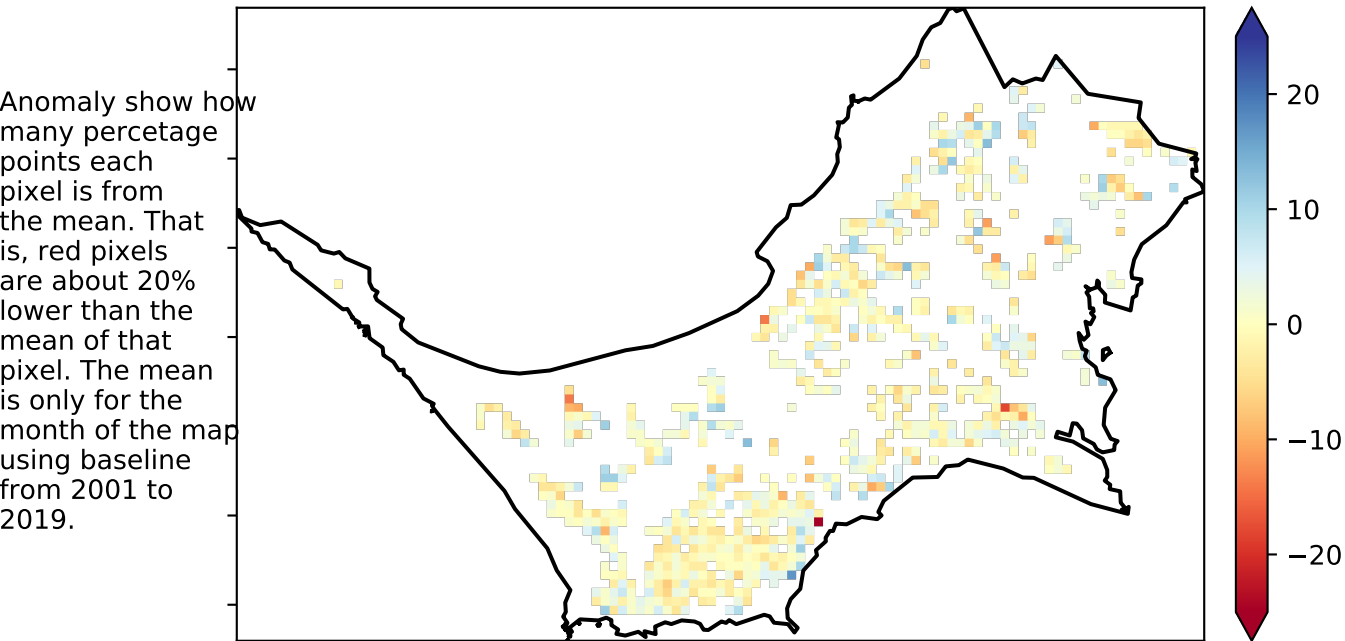 Anomaly show how
many percetage
points each
pixel is from
the mean. That
is, red pixels
are about 20%
lower than the
mean of that
pixel. The mean
is only for the
month of the map
using baseline
from 2001 to
2019.
20
10
0
−10
−20